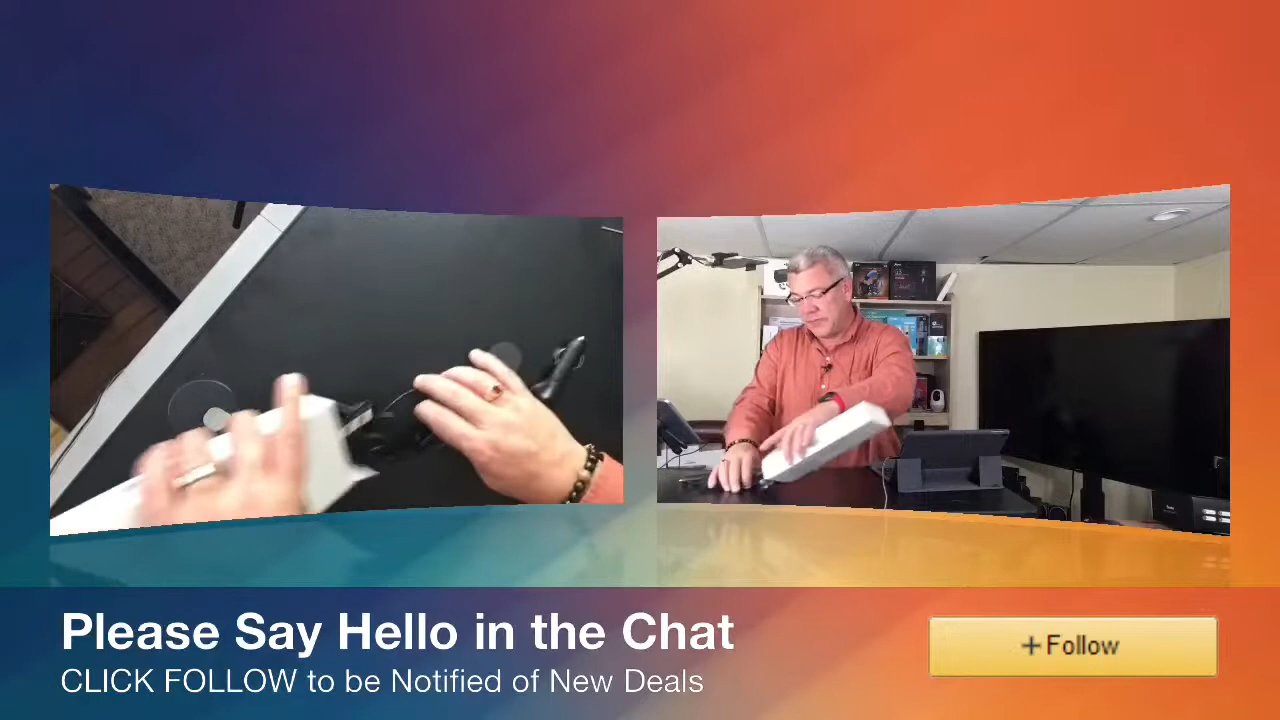 Please Say Hello in the Chat
CLICK FOLLOW to be Notified of New Deals
+Follow